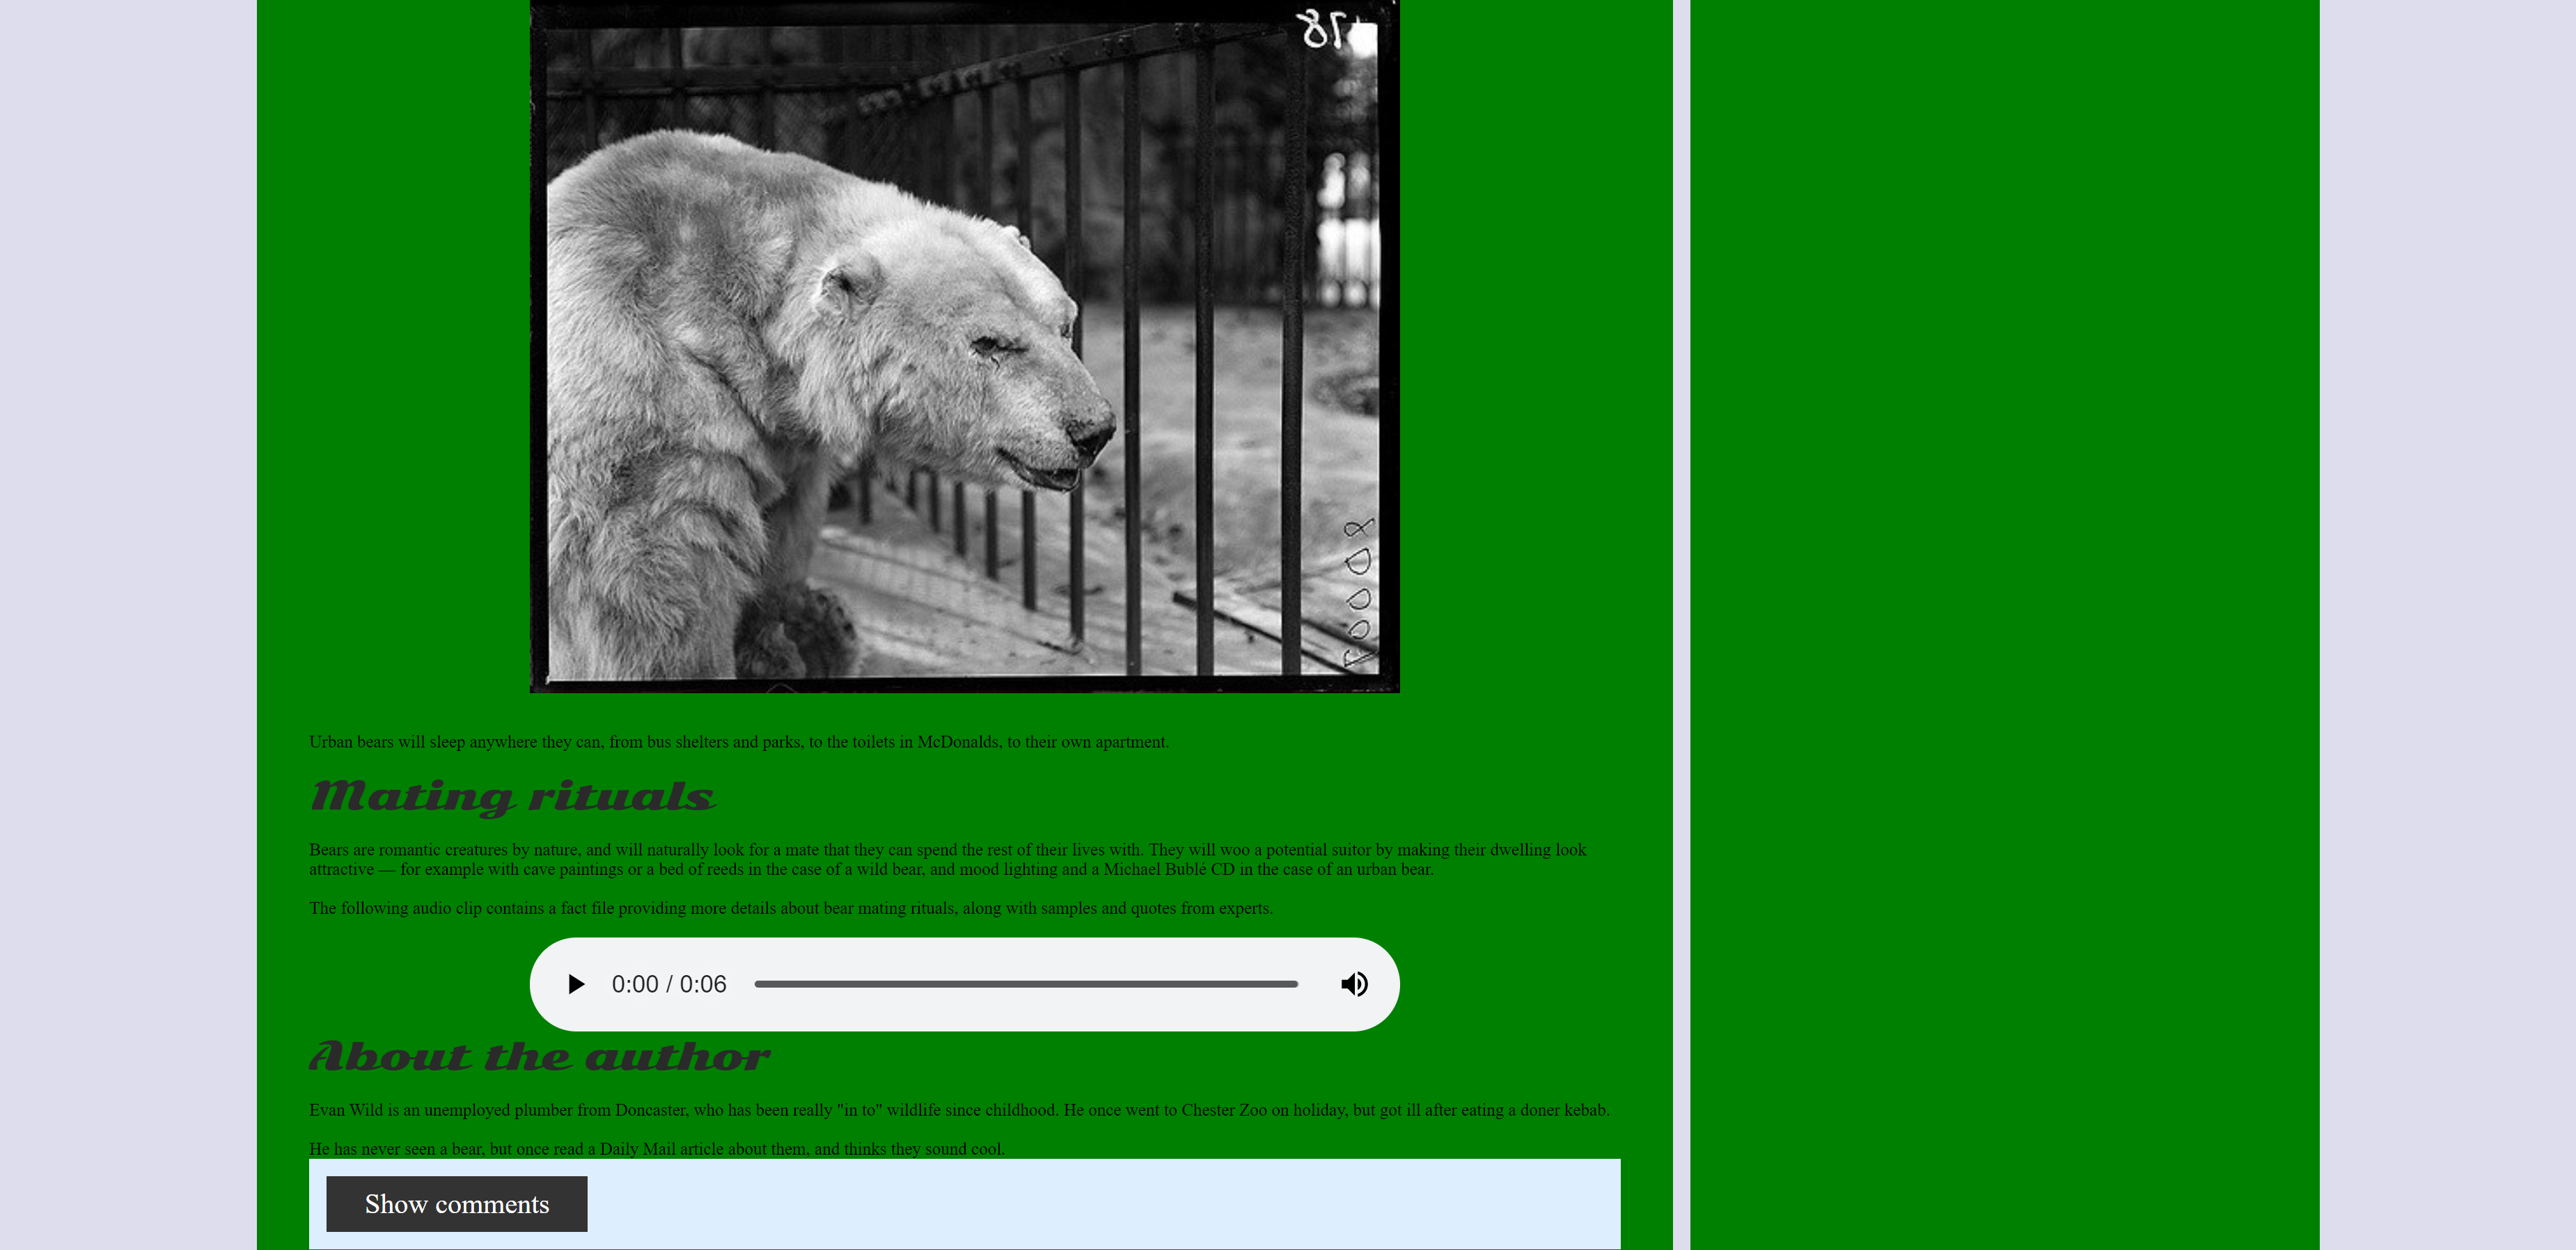 87+
80001
Urban bears will sleep anywhere they can, from bus shelters and parks, to the toilets in McDonalds, to their own apartment.
Mating rituals
Bears are romantic creatures by nature, and will naturally look for a mate that they can spend the rest of their lives with. They will woo a potential suitor by making their dwelling look
attractive — for example with cave paintings or a bed of reeds in the case of a wild bear, and mood lighting and a Michael Bublé CD in the case of an urban bear.
The following audio clip contains a fact file providing more details about bear mating rituals, along with samples and quotes from experts.
0:00 / 0:06
About the author
Evan Wild is an unemployed plumber from Doncaster, who has been really "in to" wildlife since childhood. He once went to Chester Zoo on holiday, but got ill after eating a doner kebab.
He has never seen a bear, but once read a Daily Mail article about them, and thinks they sound cool.
Show comments